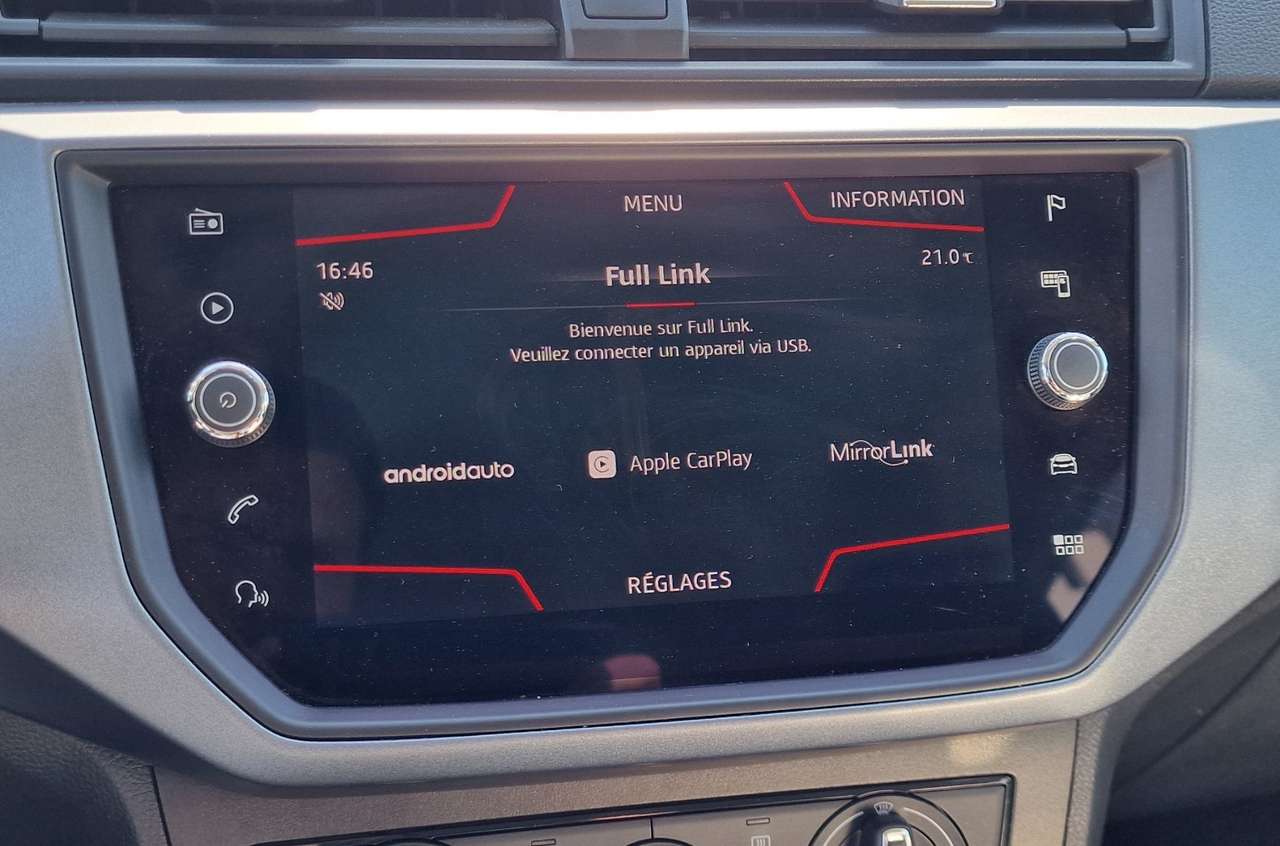 MENU
INFORMATION
16:46
21.0°C
Full Link
Bienvenue sur Full Link.
Veuillez connecter un appareil via USB.
androidauto
Apple CarPlay
MirrorLink
RÉGLAGES